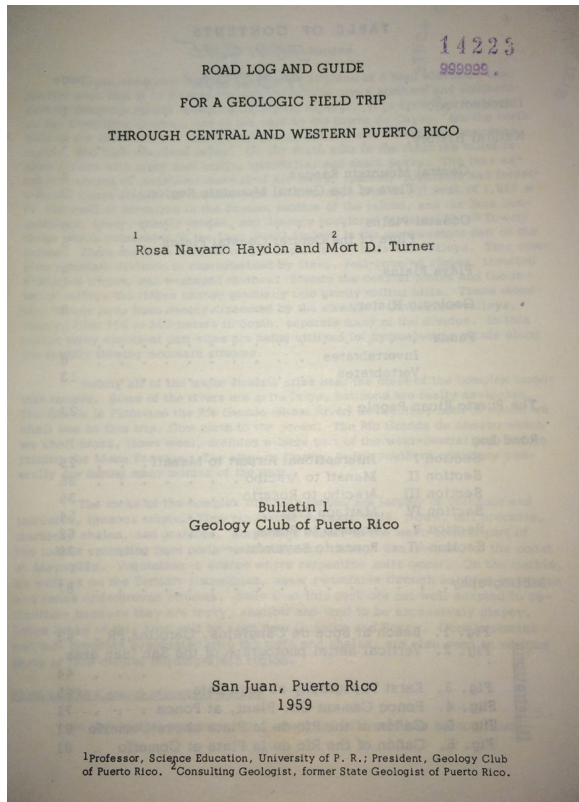 14223
999999.
ROAD LOG AND GUIDE
FOR A GEOLOGIC FIELD TRIP
THROUGH CENTRAL AND WESTERN PUERTO RICO
1 2
Rosa Navarro Haydon and Mort D. Turner
Bulletin 1
Geology Club of Puerto Rico
San Juan, Puerto Rico
1959
1Professor, Science Education, University of P. R.; President, Geology Club
of Puerto Rico. 2Consulting Geologist, former State Geologist of Puerto Rico.